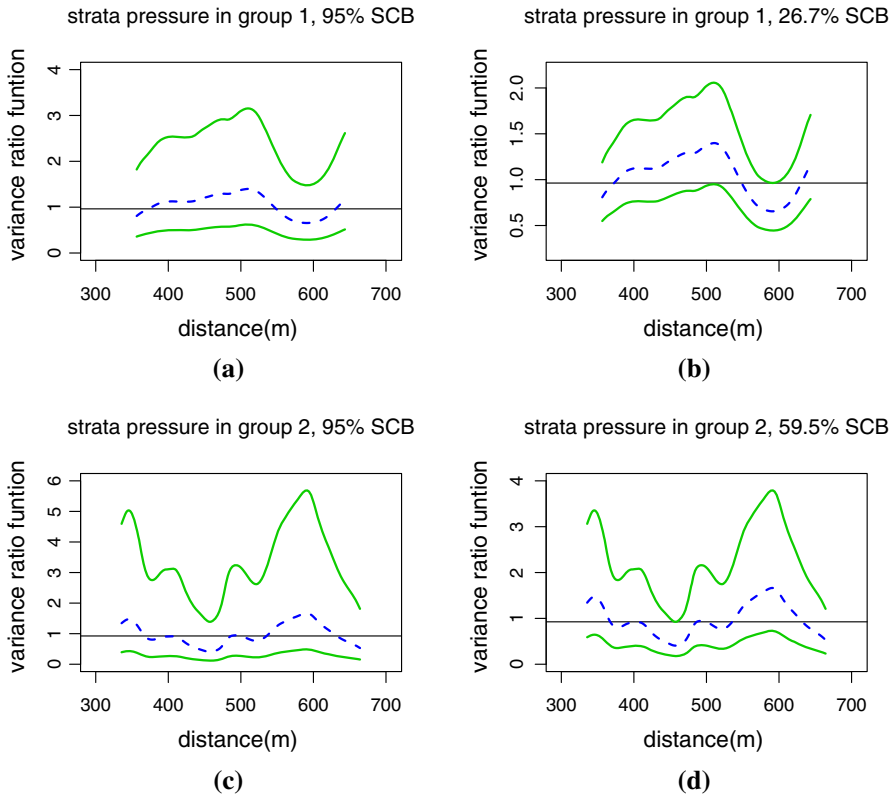 strata pressure in group 1, 95% SCB
variance ratio funtion
0 1 2 3 4
300 400 500 600 700
distance(m)
(a)
strata pressure in group 1, 26.7% SCB
variance ratio funtion
0.5 1.0 1.5 2.0
300 400 500 600 700
distance(m)
(b)
strata pressure in group 2, 95% SCB
variance ratio funtion
0 1 2 3 4 5 6
300 400 500 600 700
distance(m)
(c)
strata pressure in group 2, 59.5% SCB
variance ratio funtion
0 1 2 3 4
300 400 500 600 700
distance(m)
(d)